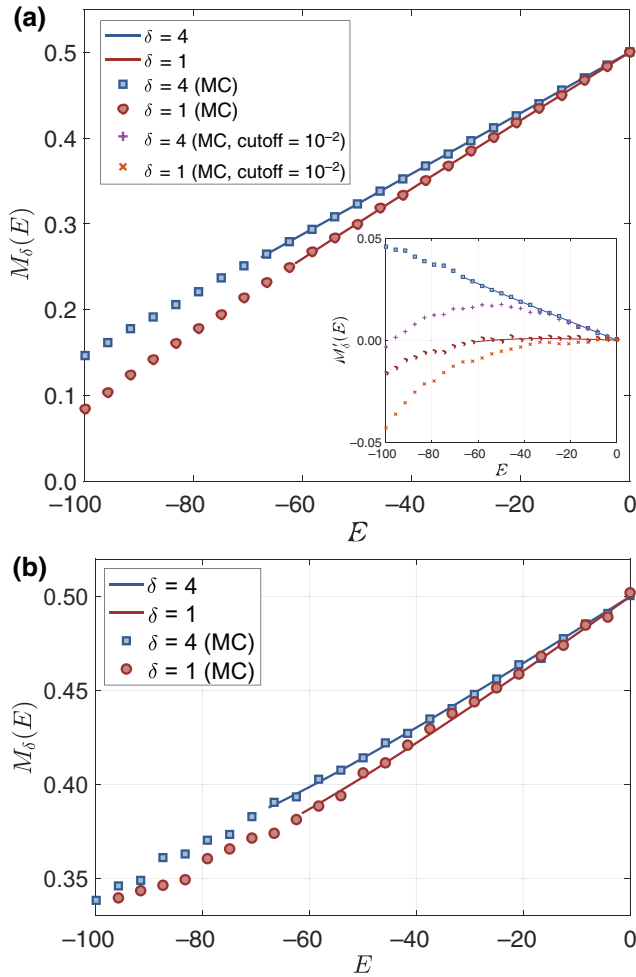 (a)
δ = 4
δ = 1
δ = 4 (MC)
δ = 1 (MC)
δ = 4 (MC, cutoff = 10⁻²)
δ = 1 (MC, cutoff = 10⁻²)
0.5
0.4
0.3
0.2
0.1
0.0
M_δ(E)
−100
−80
−60
−40
−20
0
E
0.05
0.00
−0.05
M′_δ(E)
−100
−80
−60
−40
−20
0
E
(b)
δ = 4
δ = 1
δ = 4 (MC)
δ = 1 (MC)
0.50
0.45
0.40
0.35
M_δ(E)
−100
−80
−60
−40
−20
0
E